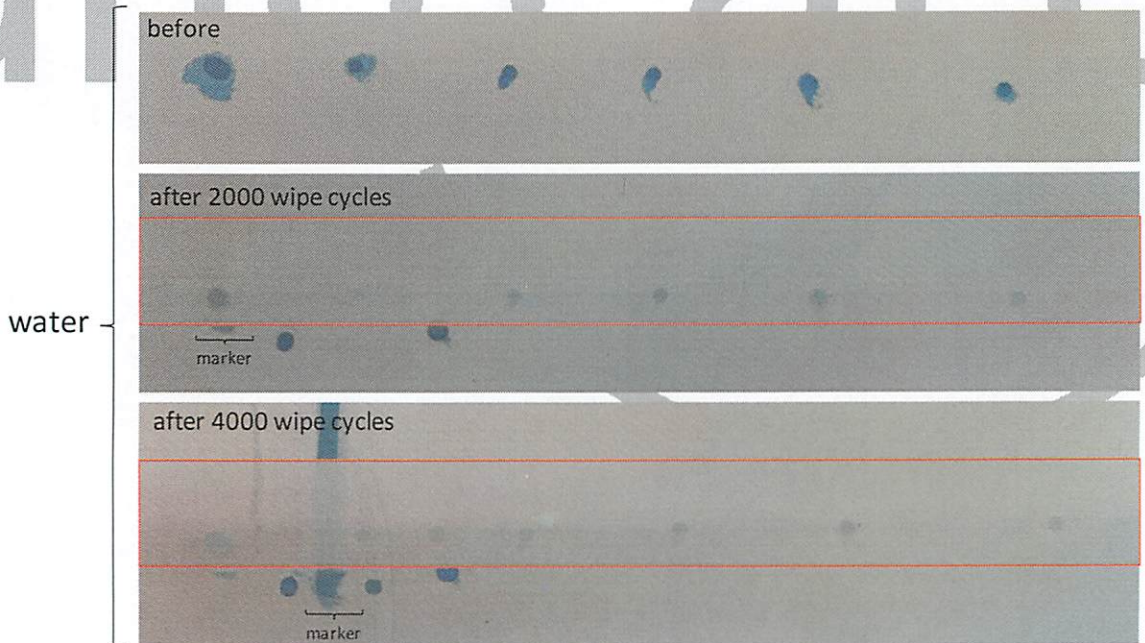 before
after 2000 wipe cycles
water
marker
after 4000 wipe cycles
marker